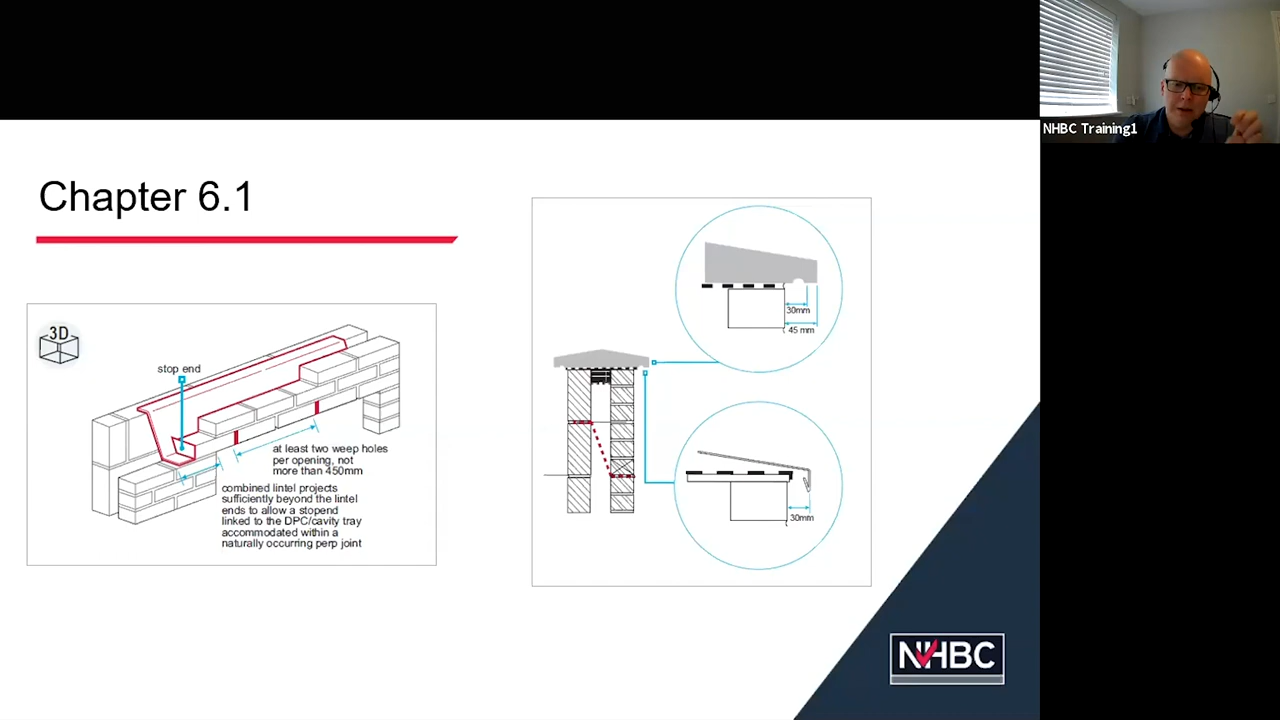 NHBC Training1
Chapter 6.1
3D
stop end
at least two weep holes
per opening, not
more than 450mm
combined lintel projects
sufficiently beyond the lintel
ends to allow a stopend
linked to the DPC/cavity tray
accommodated within a
naturally occurring perp joint
30mm
45 mm
30mm
NHBC